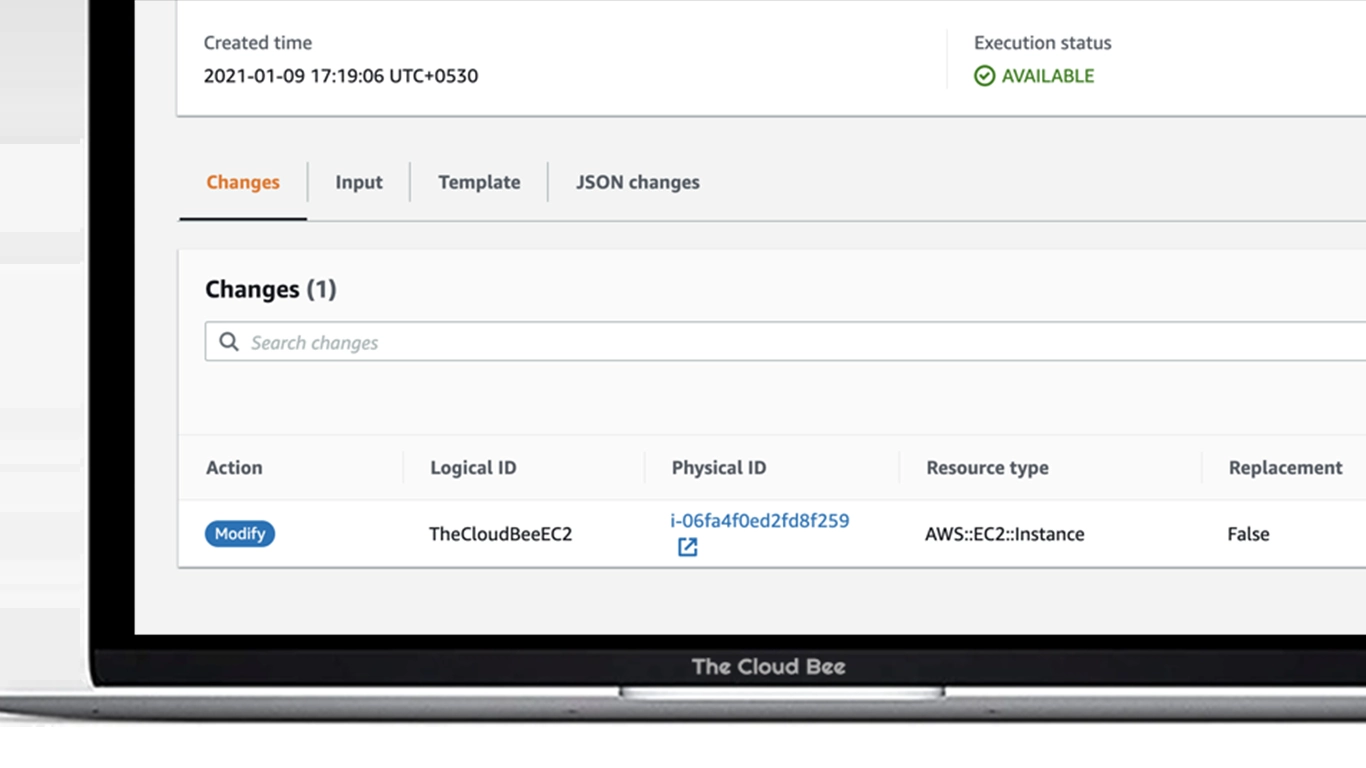 Created time
Execution status
2021-01-09 17:19:06 UTC+0530
AVAILABLE
Changes
Input
Template
JSON changes
Changes (1)
Search changes
Action
Logical ID
Physical ID
Resource type
Replacement
Modify
TheCloudBeeEC2
i-06fa4f0ed2fd8f259
AWS::EC2::Instance
False
The Cloud Bee